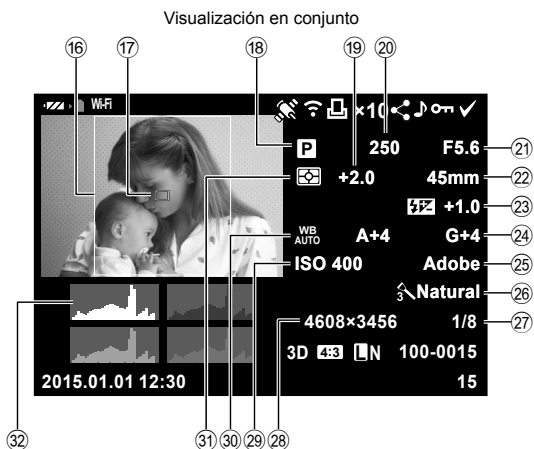 Visualización en conjunto
16 17 18 19 20
Wi-Fi ×10
P 250 F5.6 21
+2.0 45mm 22
+1.0 23
WB AUTO A+4 G+4 24
ISO 400 Adobe 25
3 Natural 26
4608×3456 1/8 27
3D 4:3 LN 100-0015
2015.01.01 12:30 15
32 31 30 29 28